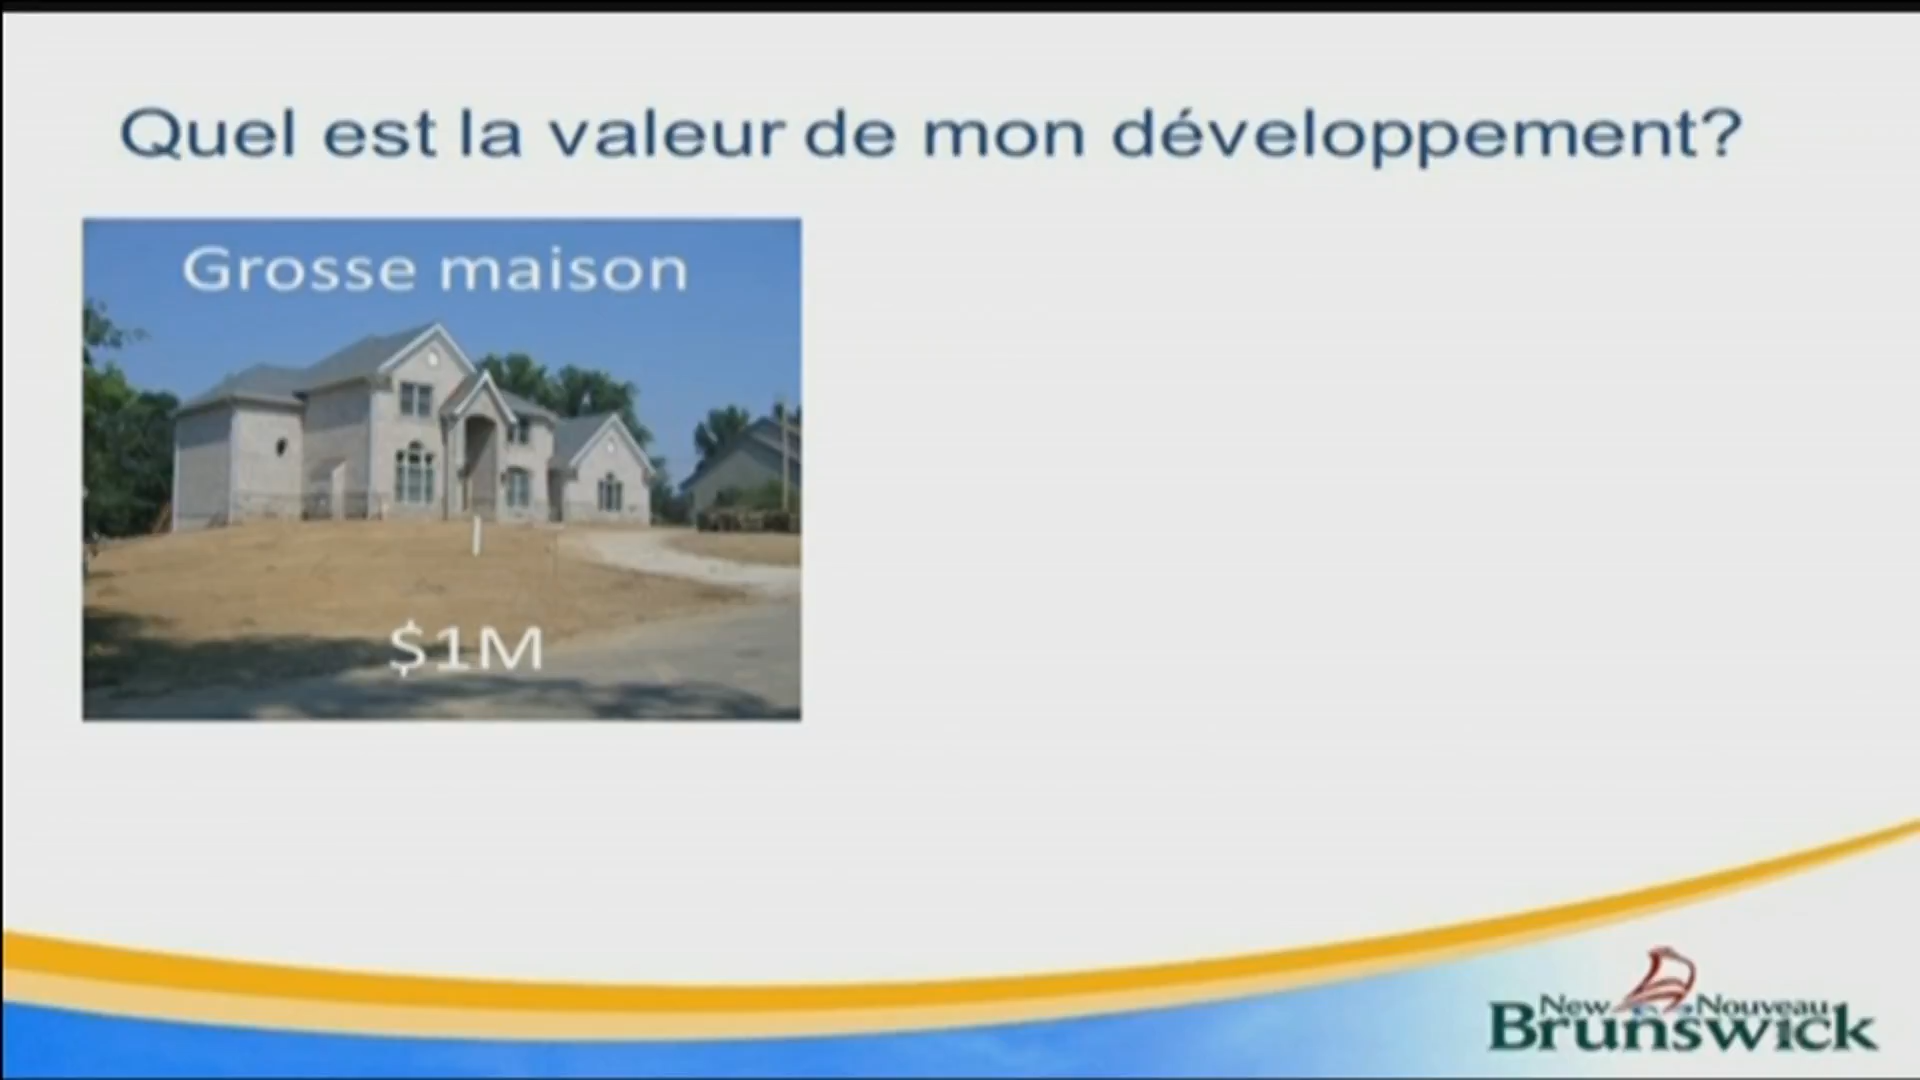 Quel est la valeur de mon développement?
Grosse maison
$1M
New Nouveau
Brunswick